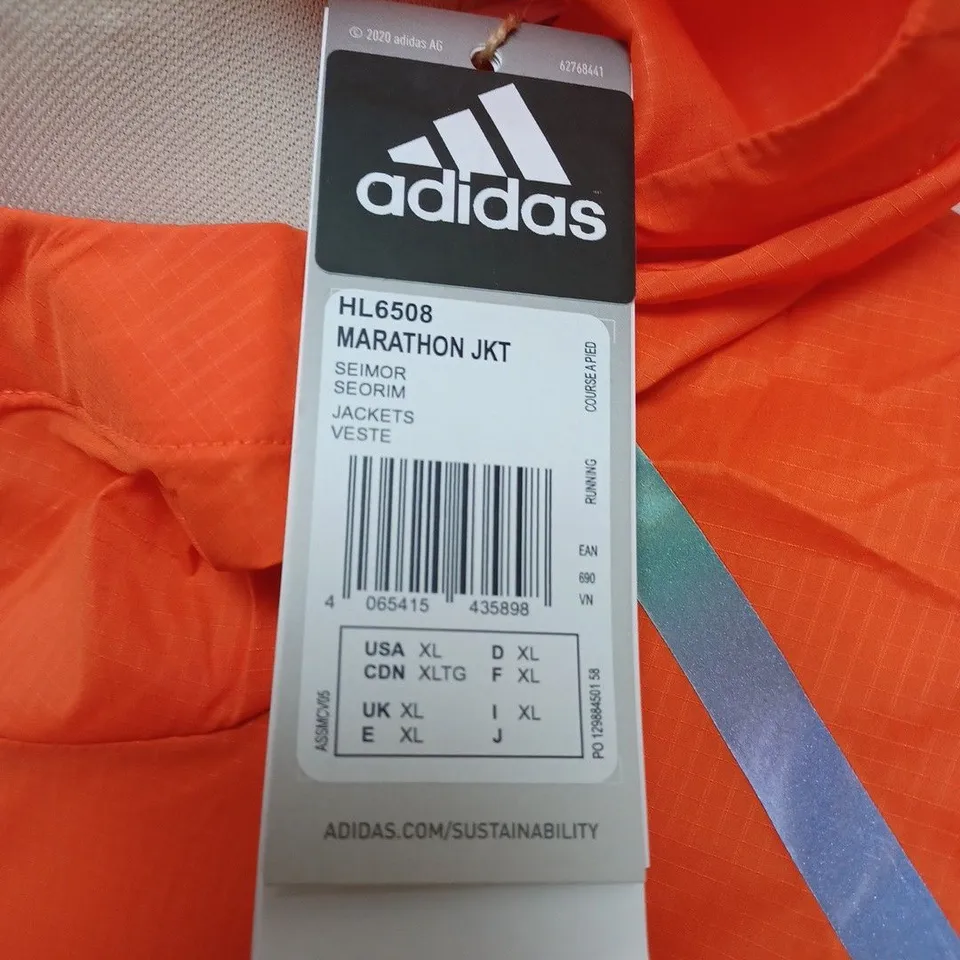 © 2020 adidas AG
62768441
adidas
HL6508
MARATHON JKT
SEIMOR
SEORIM
JACKETS
VESTE
COURSE A PIED
RUNNING
EAN
690
VN
4 065415 435898
USA XL D XL
CDN XLTG F XL
UK XL I XL
E XL J
ASSMCV05
PO 129884501 58
ADIDAS.COM/SUSTAINABILITY